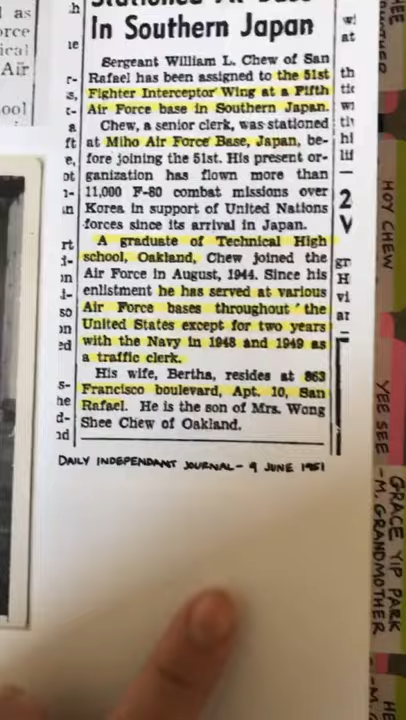 Stationed Air Base
In Southern Japan
Sergeant William L. Chew of San
Rafael has been assigned to the 51st
Fighter Interceptor Wing at a Fifth
Air Force base in Southern Japan.
Chew, a senior clerk, was stationed
at Miho Air Force Base, Japan, be-
fore joining the 51st. His present or-
ganization has flown more than
11,000 F-80 combat missions over
Korea in support of United Nations
forces since its arrival in Japan.
A graduate of Technical High
school, Oakland, Chew joined the
Air Force in August, 1944. Since his
enlistment he has served at various
Air Force bases throughout the
United States except for two years
with the Navy in 1948 and 1949 as
a traffic clerk.
His wife, Bertha, resides at 863
Francisco boulevard, Apt. 10, San
Rafael. He is the son of Mrs. Wong
Shee Chew of Oakland.
DAILY INDEPENDANT JOURNAL - 9 JUNE 1951
HOY CHEW
YEE SEE
GRACE YIP PARK
-M. GRANDMOTHER